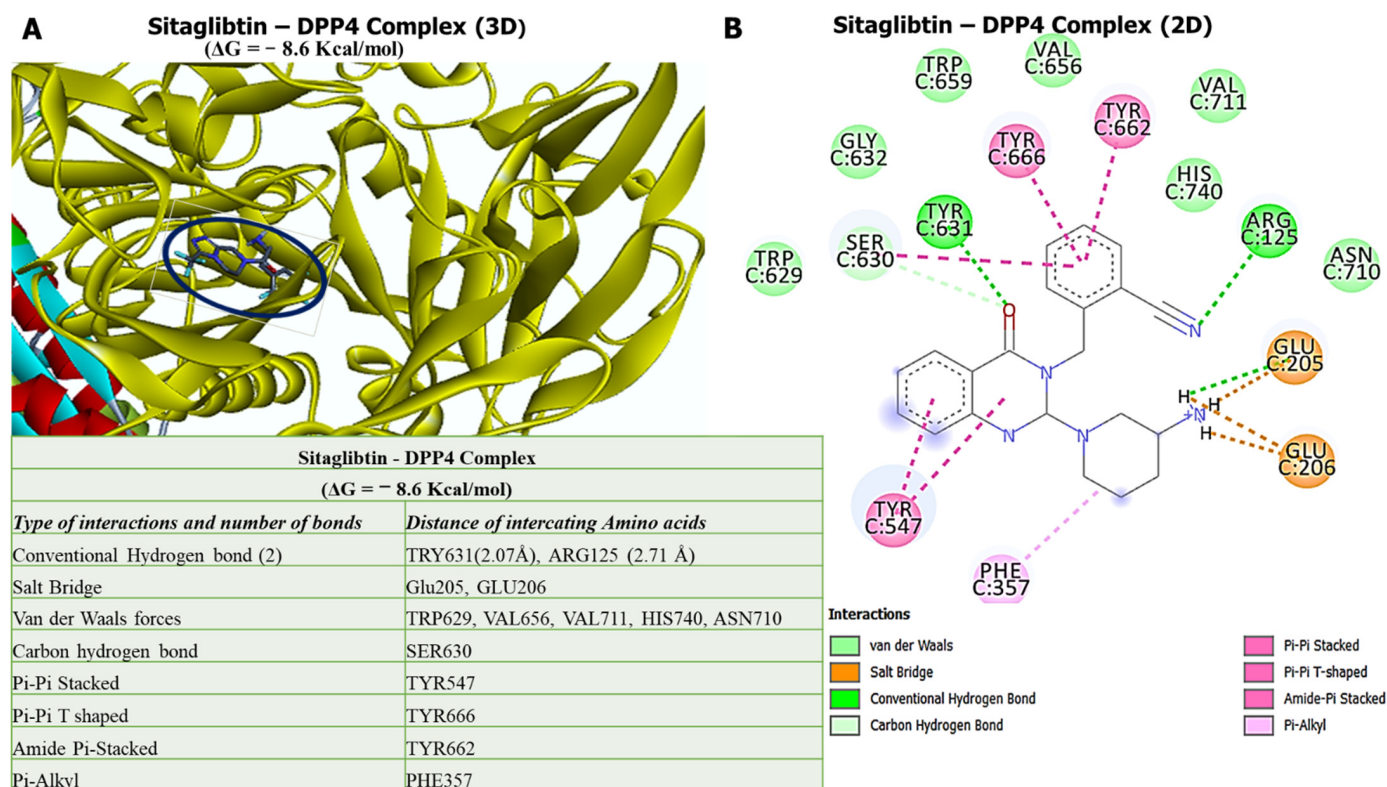 A
Sitaglibtin – DPP4 Complex (3D)
(ΔG = − 8.6 Kcal/mol)
Sitaglibtin - DPP4 Complex
(ΔG = − 8.6 Kcal/mol)
Type of interactions and number of bonds Distance of intercating Amino acids
Conventional Hydrogen bond (2) TRY631(2.07Å), ARG125 (2.71 Å)
Salt Bridge Glu205, GLU206
Van der Waals forces TRP629, VAL656, VAL711, HIS740, ASN710
Carbon hydrogen bond SER630
Pi-Pi Stacked TYR547
Pi-Pi T shaped TYR666
Amide Pi-Stacked TYR662
Pi-Alkyl PHE357
B
Sitaglibtin – DPP4 Complex (2D)
TRP
C:659
VAL
C:656
VAL
C:711
TYR
C:662
TYR
C:666
GLY
C:632
HIS
C:740
TYR
C:631
ARG
C:125
SER
C:630
TRP
C:629
ASN
C:710
O
N
N
GLU
C:205
H
H
+N
H
N
N
GLU
C:206
TYR
C:547
PHE
C:357
Interactions
van der Waals
Salt Bridge
Conventional Hydrogen Bond
Carbon Hydrogen Bond
Pi-Pi Stacked
Pi-Pi T-shaped
Amide-Pi Stacked
Pi-Alkyl